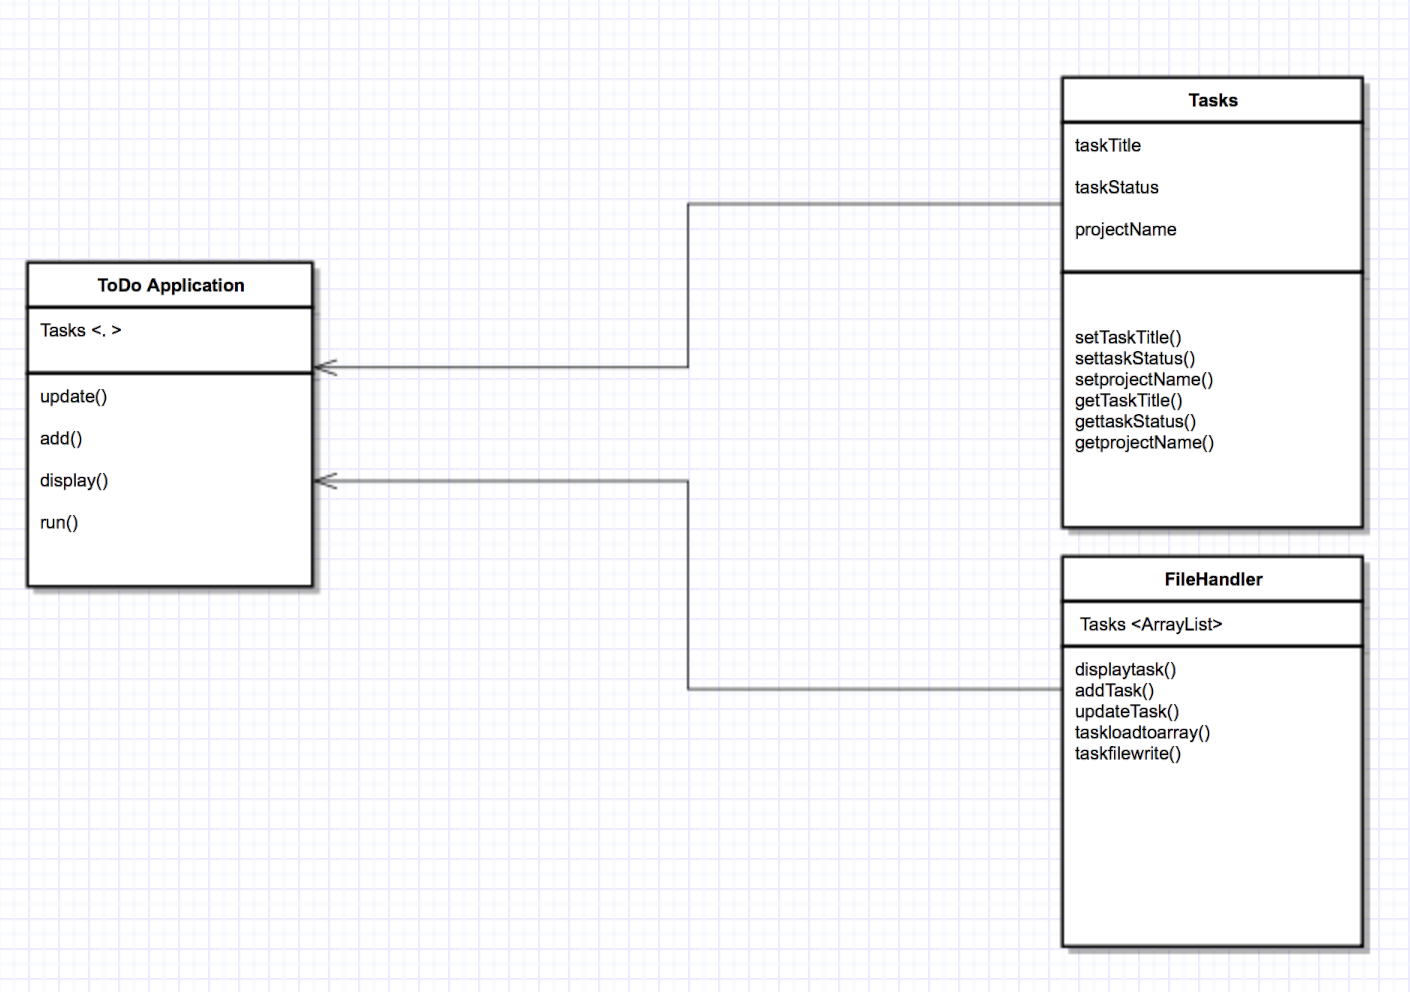 ToDo Application
Tasks <. >
update()
add()
display()
run()
Tasks
taskTitle
taskStatus
projectName
setTaskTitle()
settaskStatus()
setprojectName()
getTaskTitle()
gettaskStatus()
getprojectName()
FileHandler
Tasks <ArrayList>
displaytask()
addTask()
updateTask()
taskloadtoarray()
taskfilewrite()